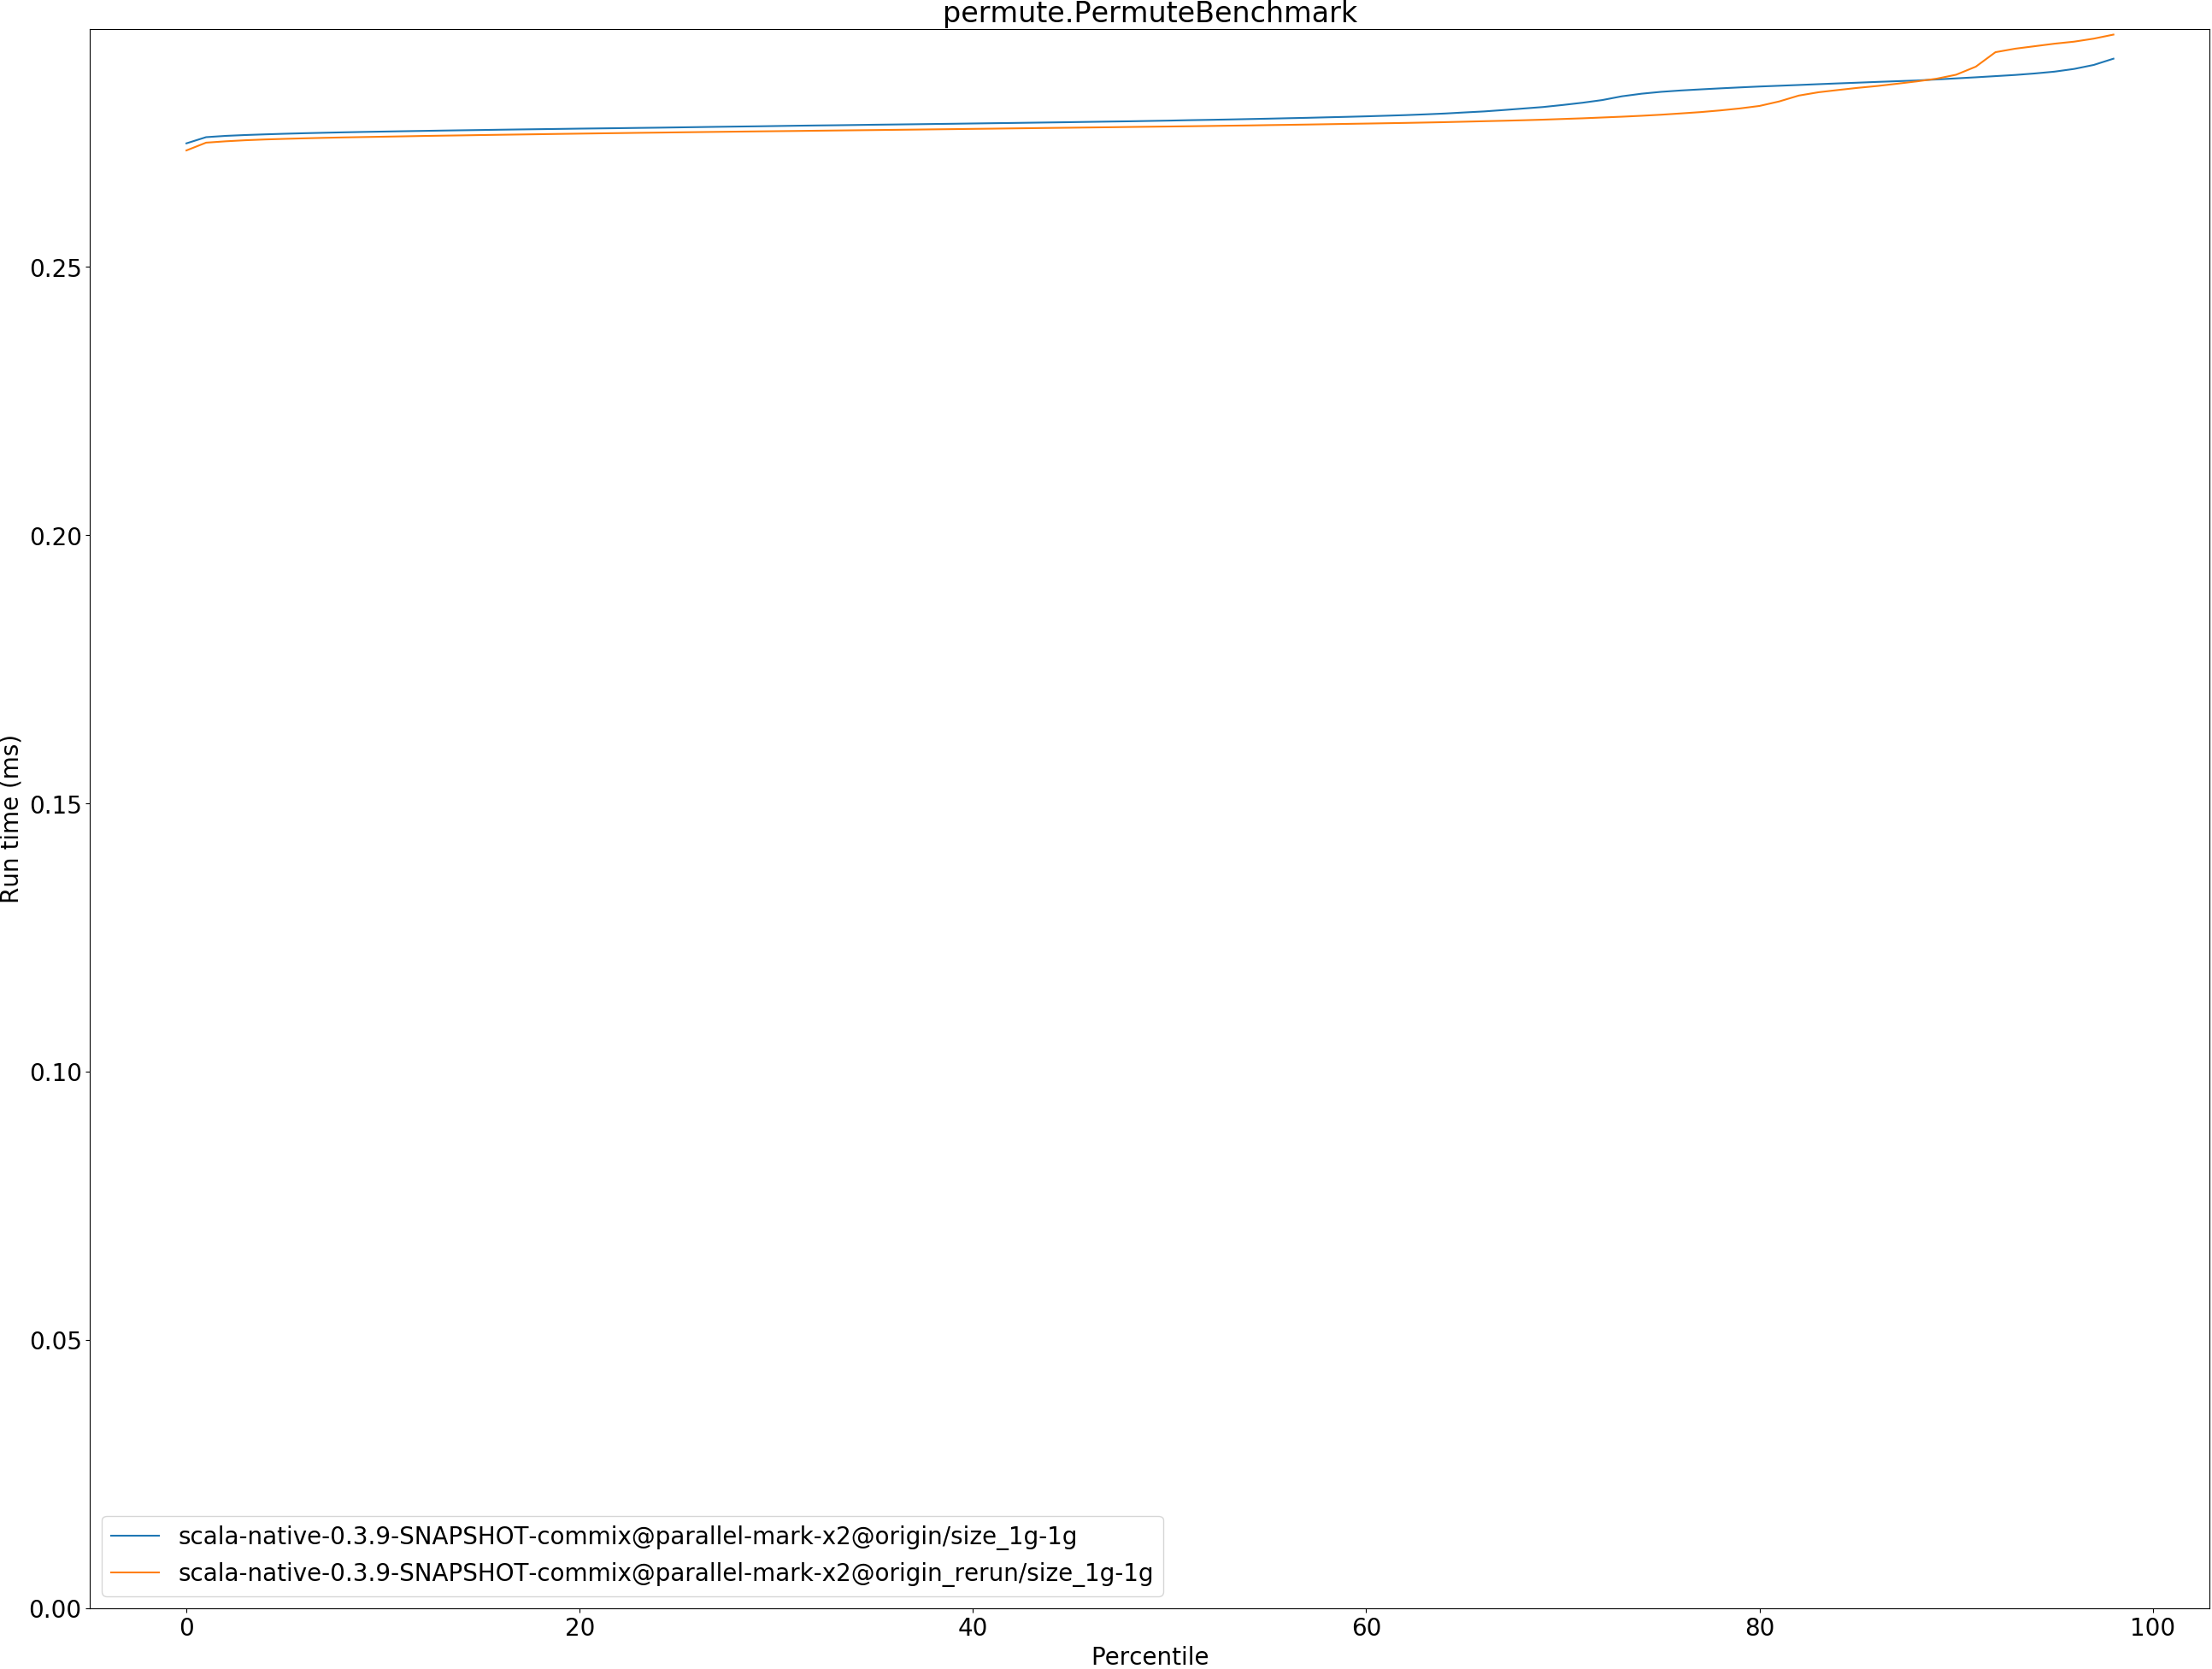 permute.PermuteBenchmark
Run time (ms)
0.25
0.20
0.15
0.10
0.05
0.00
0 20 40 60 80 100
Percentile
scala-native-0.3.9-SNAPSHOT-commix@parallel-mark-x2@origin/size_1g-1g
scala-native-0.3.9-SNAPSHOT-commix@parallel-mark-x2@origin_rerun/size_1g-1g